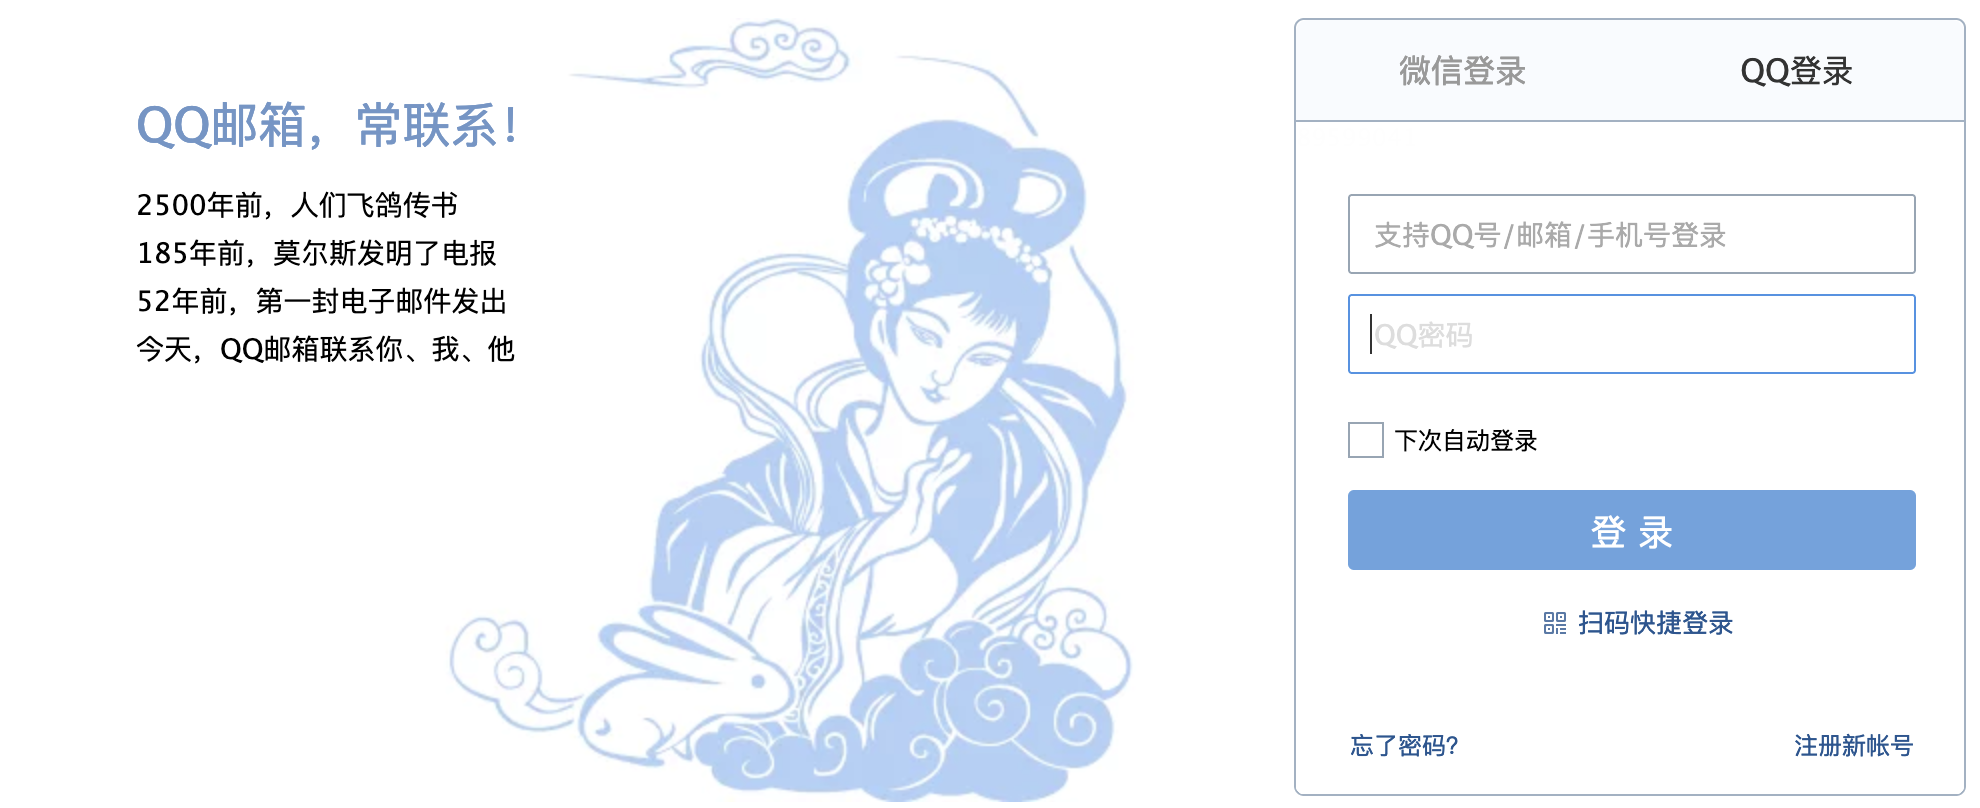 QQ邮箱，常联系！
2500年前，人们飞鸽传书
185年前，莫尔斯发明了电报
52年前，第一封电子邮件发出
今天，QQ邮箱联系你、我、他
微信登录
QQ登录
支持QQ号/邮箱/手机号登录
QQ密码
下次自动登录
登 录
扫码快捷登录
忘了密码?
注册新帐号